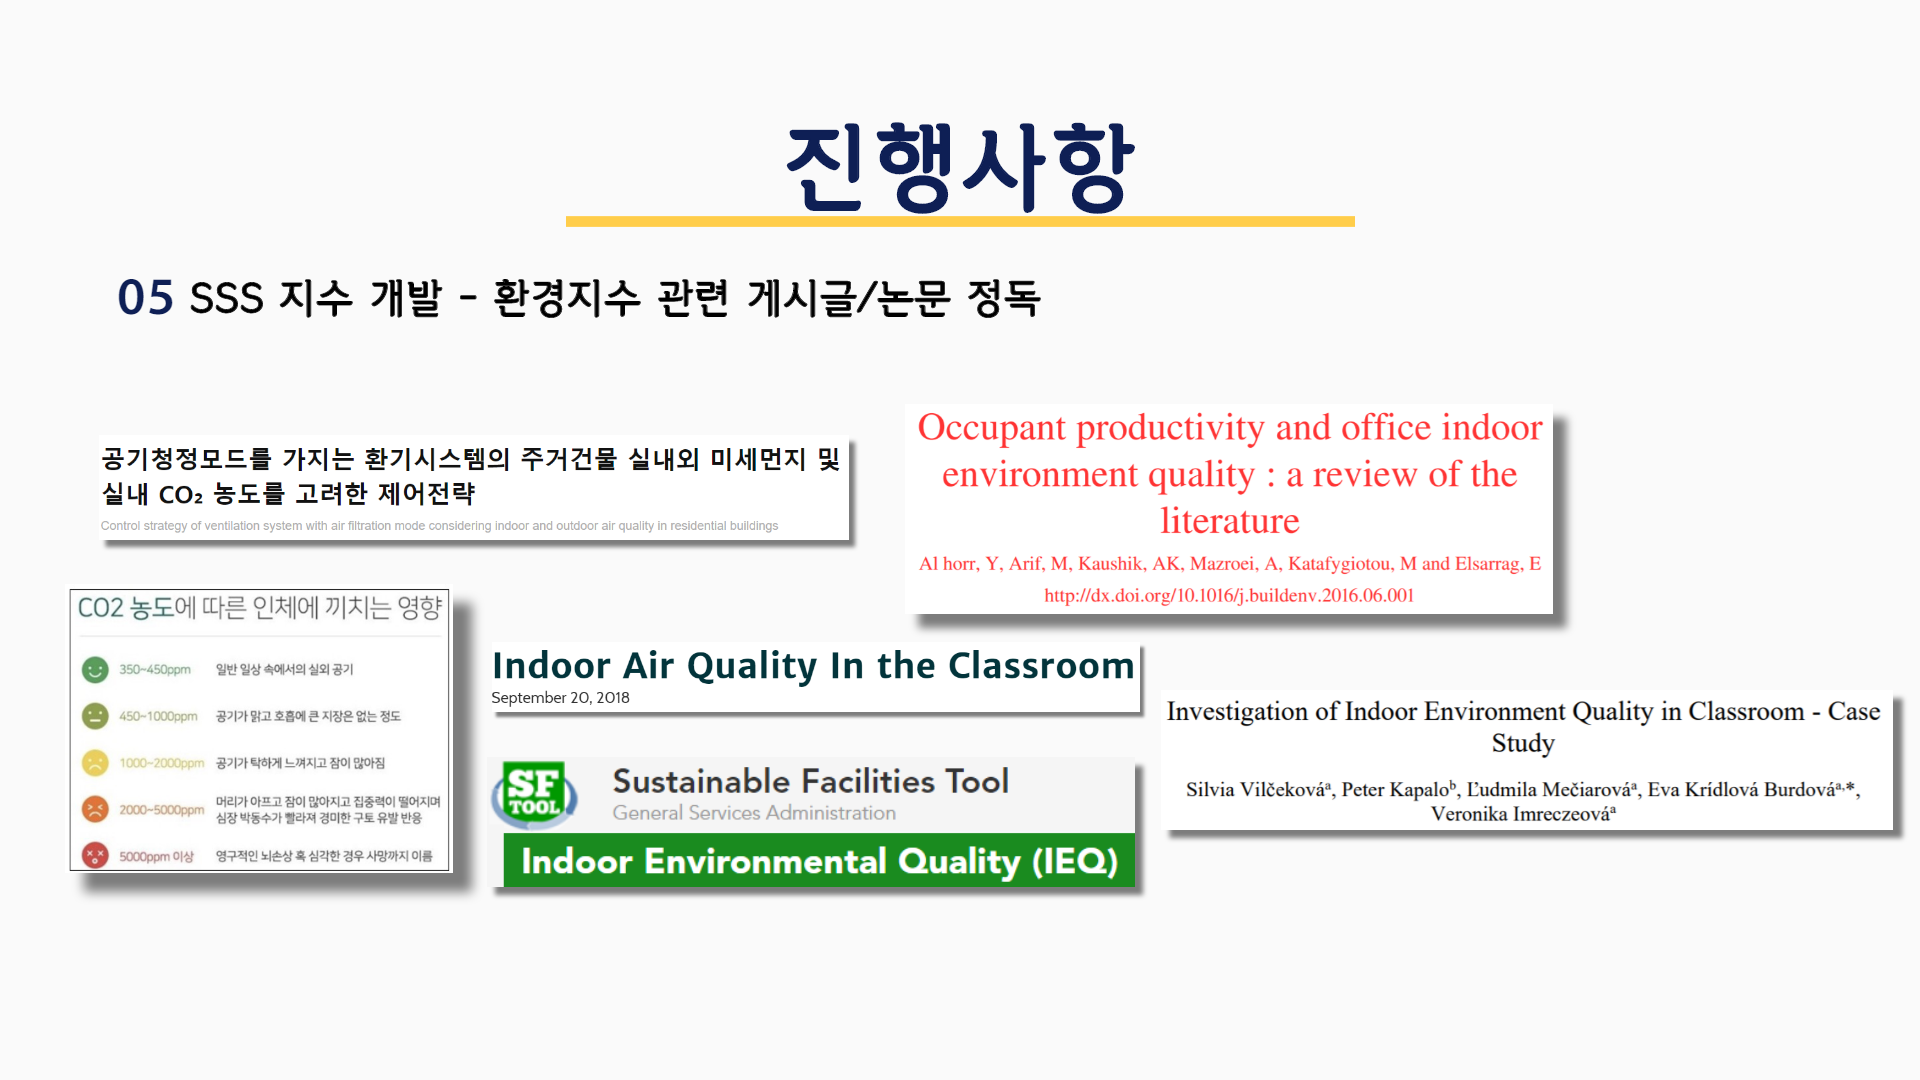 진행사항
05 SSS 지수 개발 - 환경지수 관련 게시글/논문 정독
공기청정모드를 가지는 환기시스템의 주거건물 실내외 미세먼지 및
실내 CO₂ 농도를 고려한 제어전략
Control strategy of ventilation system with air filtration mode considering indoor and outdoor air quality in residential buildings
Occupant productivity and office indoor
environment quality : a review of the
literature
Al horr, Y, Arif, M, Kaushik, AK, Mazroei, A, Katafygiotou, M and Elsarrag, E
http://dx.doi.org/10.1016/j.buildenv.2016.06.001
CO2 농도에 따른 인체에 끼치는 영향
350~450ppm 일반 일상 속에서의 실외 공기
450~1000ppm 공기가 맑고 호흡에 큰 지장은 없는 정도
1000~2000ppm 공기가 탁하게 느껴지고 잠이 많아짐
2000~5000ppm 머리가 아프고 잠이 많아지고 집중력이 떨어지며
심장 박동수가 빨라져 경미한 구토 유발 반응
5000ppm 이상 영구적인 뇌손상 혹 심각한 경우 사망까지 이름
Indoor Air Quality In the Classroom
September 20, 2018
SF
TOOL
Sustainable Facilities Tool
General Services Administration
Indoor Environmental Quality (IEQ)
Investigation of Indoor Environment Quality in Classroom - Case
Study
Silvia Vilčekováᵃ, Peter Kapaloᵇ, Ľudmila Mečiarováᵃ, Eva Krídlová Burdováᵃ,*,
Veronika Imreczeováᵃ